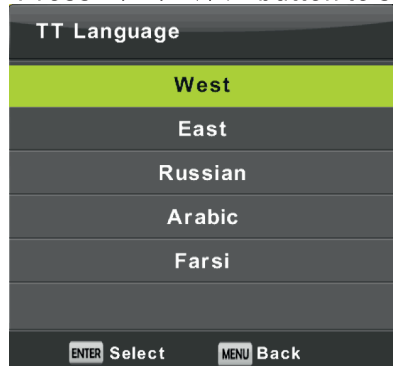 TT Language
West
East
Russian
Arabic
Farsi
ENTER Select MENU Back